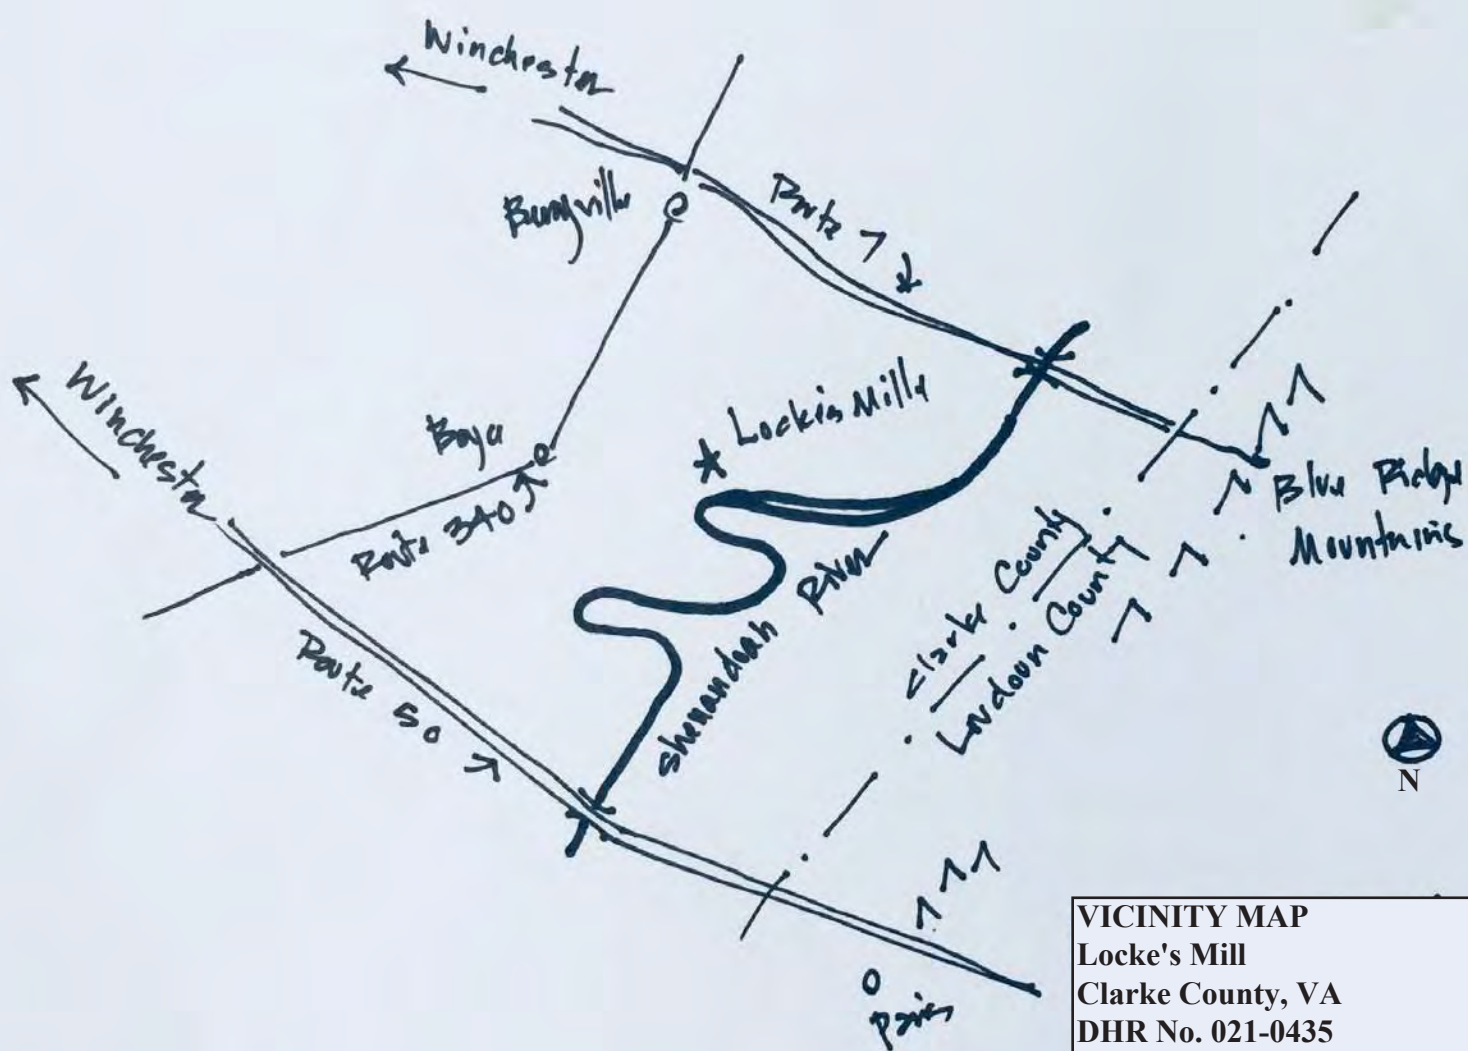 Winchester
Berryville
Route 7
Winchester
Boyce
Route 340
Locke's Mill
Blue Ridge
Mountains
Shenandoah River
Clarke County
Loudoun County
Route 50
N
Paris
VICINITY MAP
Locke's Mill
Clarke County, VA
DHR No. 021-0435